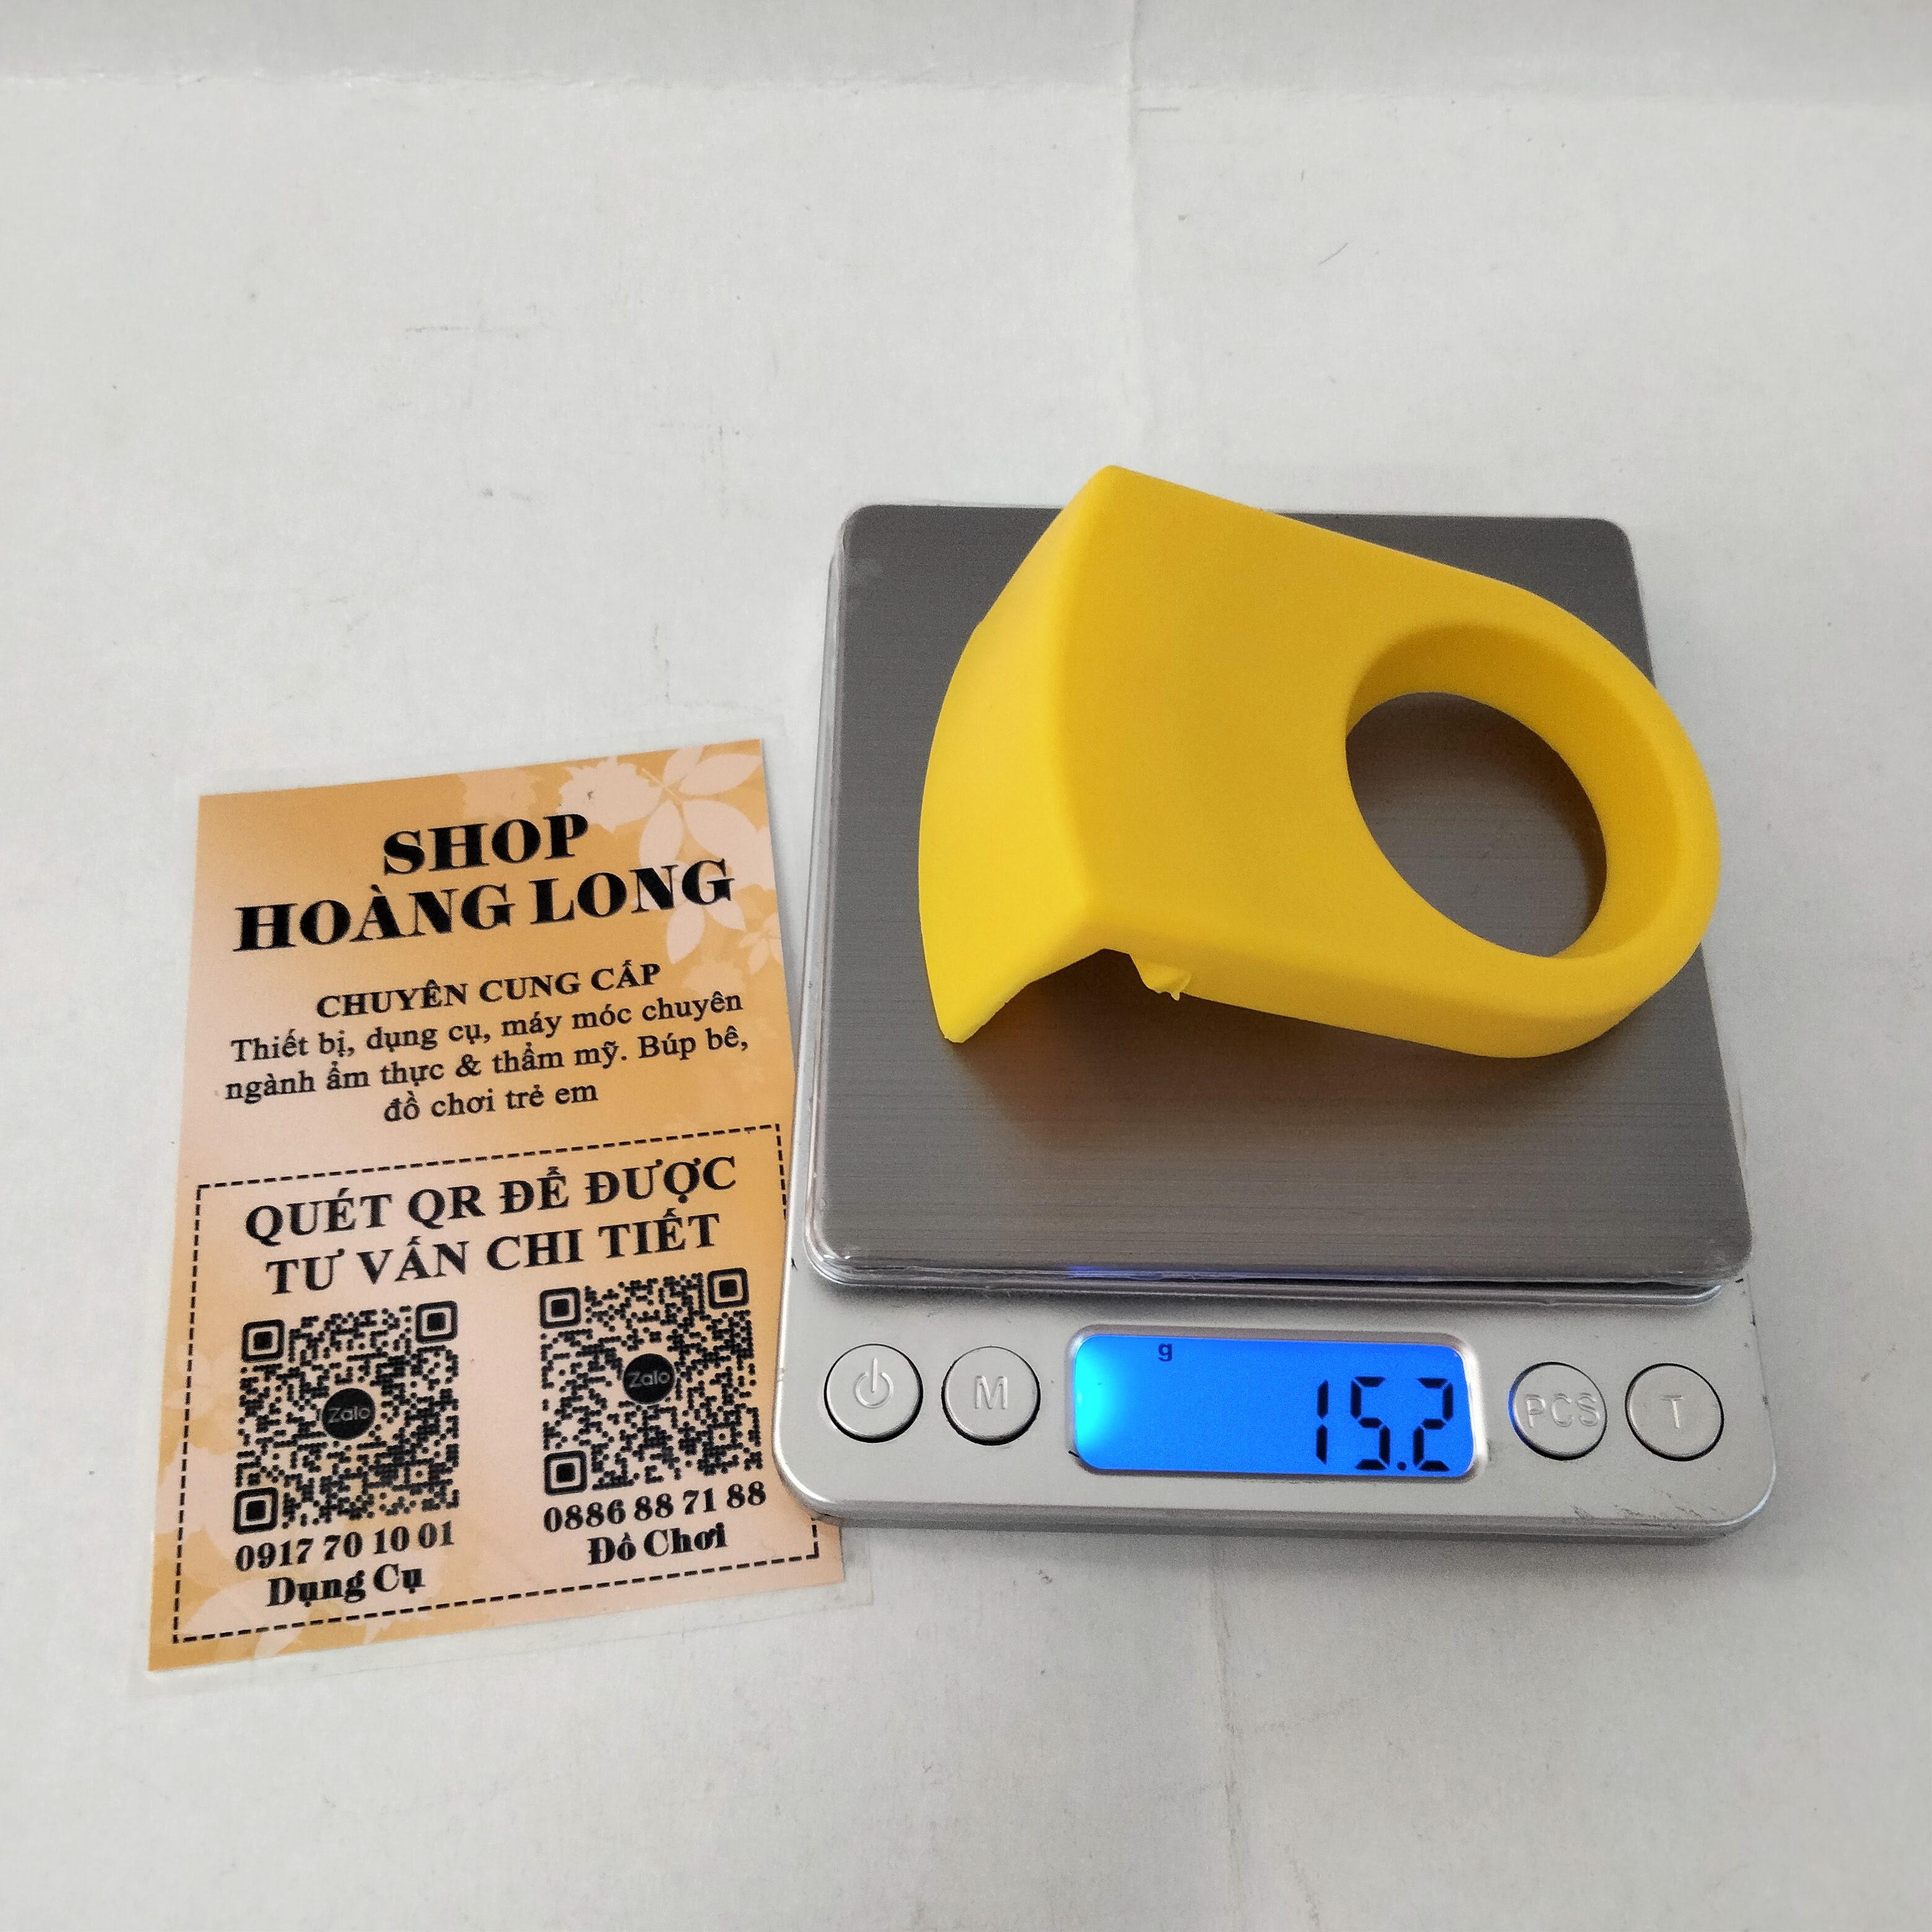 SHOP
HOÀNG LONG
CHUYÊN CUNG CẤP
Thiết bị, dụng cụ, máy móc chuyên
ngành ẩm thực & thẩm mỹ. Búp bê,
đồ chơi trẻ em
QUÉT QR ĐỂ ĐƯỢC
TƯ VẤN CHI TIẾT
Zalo
Zalo
0917 70 10 01
Dụng Cụ
0886 88 71 88
Đồ Chơi
M
g
15.2
PCS
T